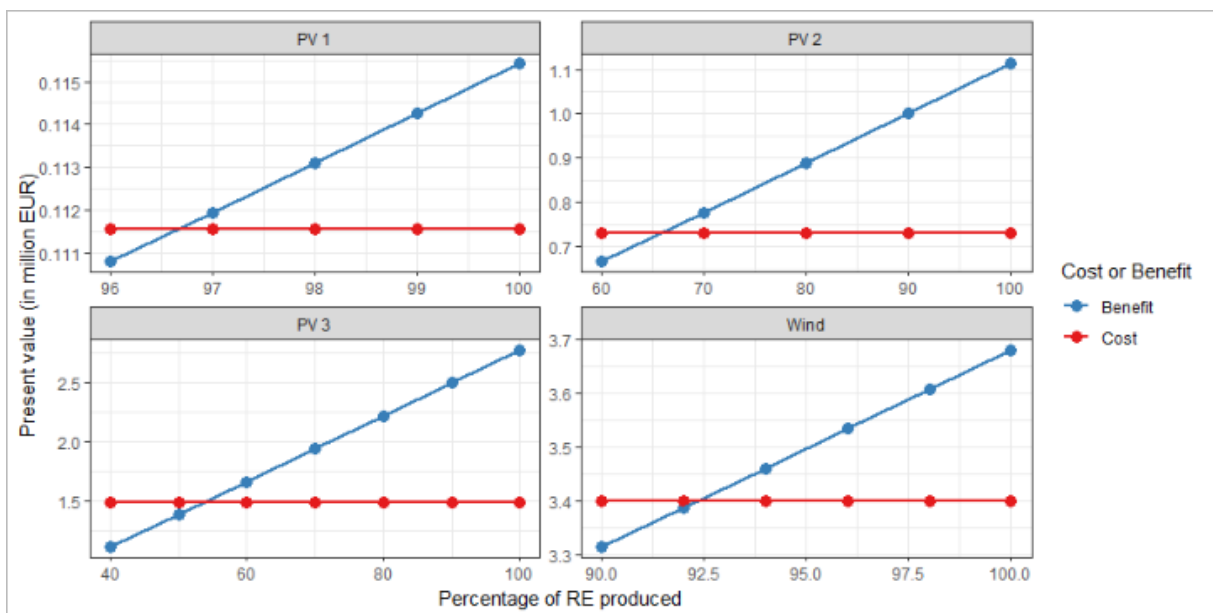 PV 1
PV 2
0.115
0.114
0.113
0.112
0.111
96 97 98 99 100
1.1
1.0
0.9
0.8
0.7
60 70 80 90 100
PV 3
Wind
2.5
2.0
1.5
40 60 80 100
3.7
3.6
3.5
3.4
3.3
90.0 92.5 95.0 97.5 100.0
Present value (in million EUR)
Percentage of RE produced
Cost or Benefit
Benefit
Cost